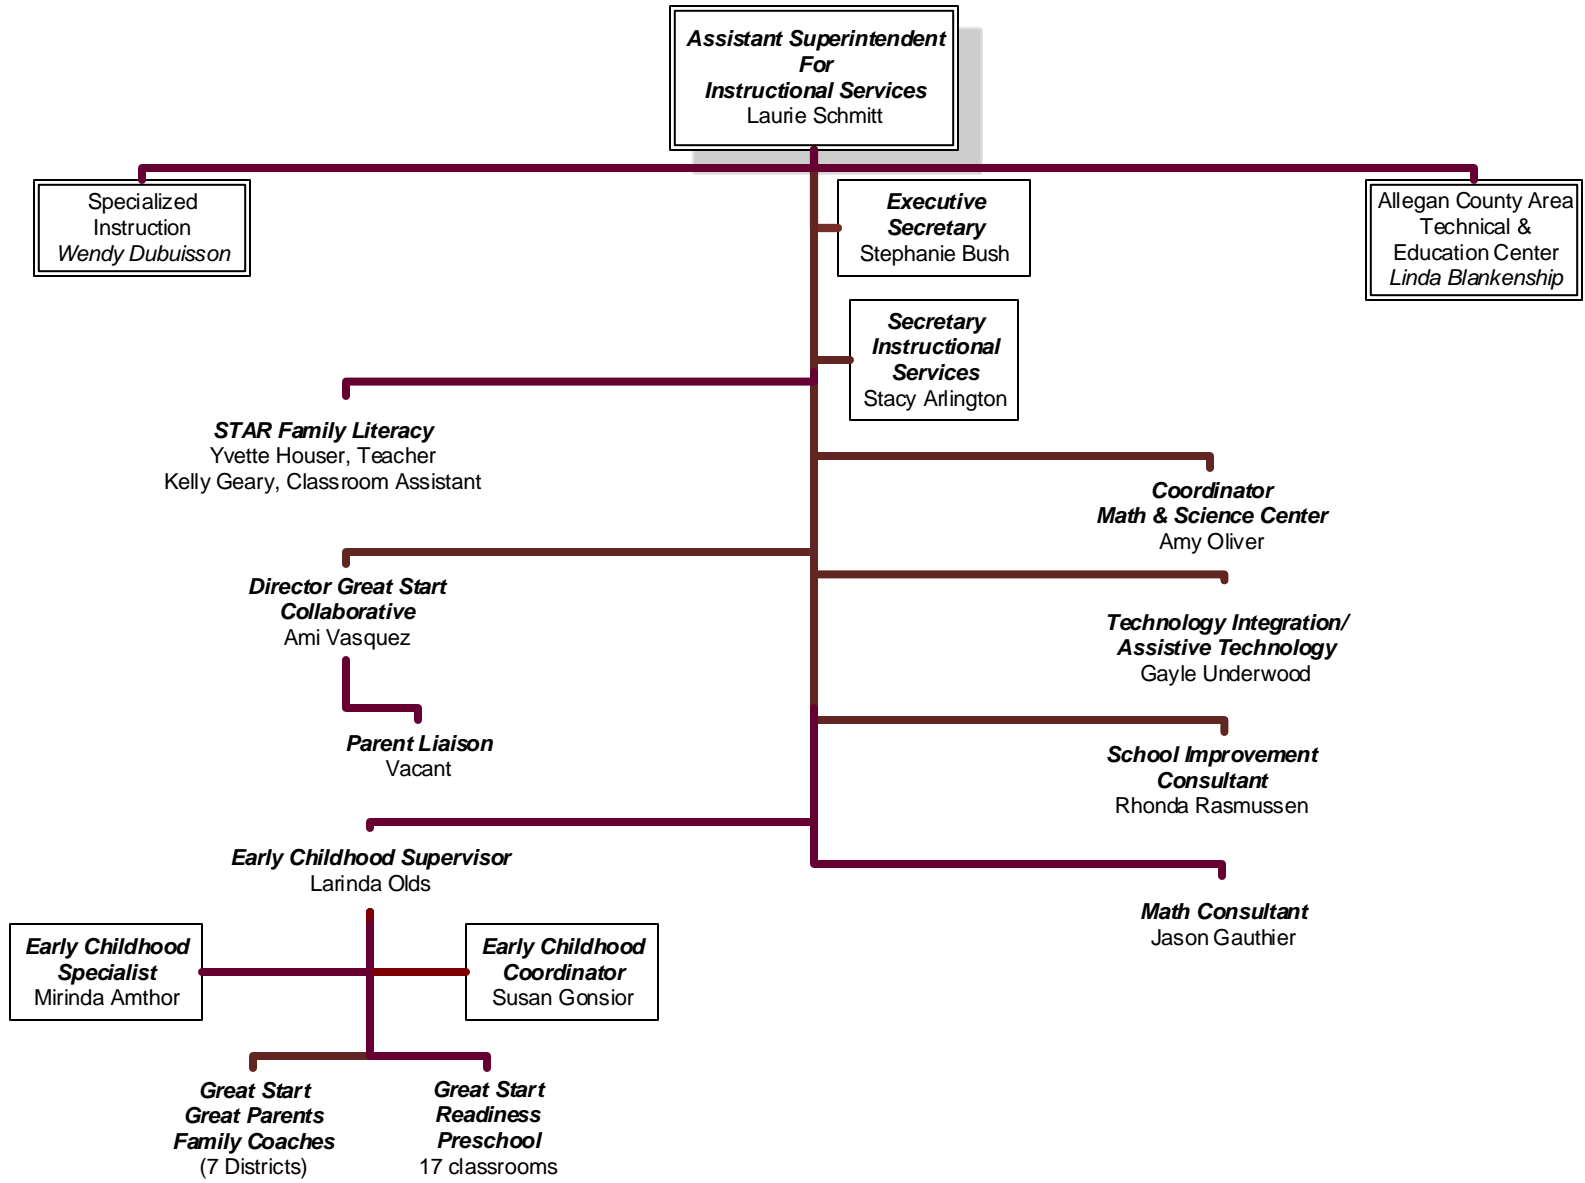 Assistant Superintendent
For
Instructional Services
Laurie Schmitt
Specialized
Instruction
Wendy Dubuisson
Executive
Secretary
Stephanie Bush
Allegan County Area
Technical &
Education Center
Linda Blankenship
Secretary
Instructional
Services
Stacy Arlington
STAR Family Literacy
Yvette Houser, Teacher
Kelly Geary, Classroom Assistant
Coordinator
Math & Science Center
Amy Oliver
Director Great Start
Collaborative
Ami Vasquez
Technology Integration/
Assistive Technology
Gayle Underwood
Parent Liaison
Vacant
School Improvement
Consultant
Rhonda Rasmussen
Early Childhood Supervisor
Larinda Olds
Math Consultant
Jason Gauthier
Early Childhood
Specialist
Mirinda Amthor
Early Childhood
Coordinator
Susan Gonsior
Great Start
Great Parents
Family Coaches
(7 Districts)
Great Start
Readiness
Preschool
17 classrooms